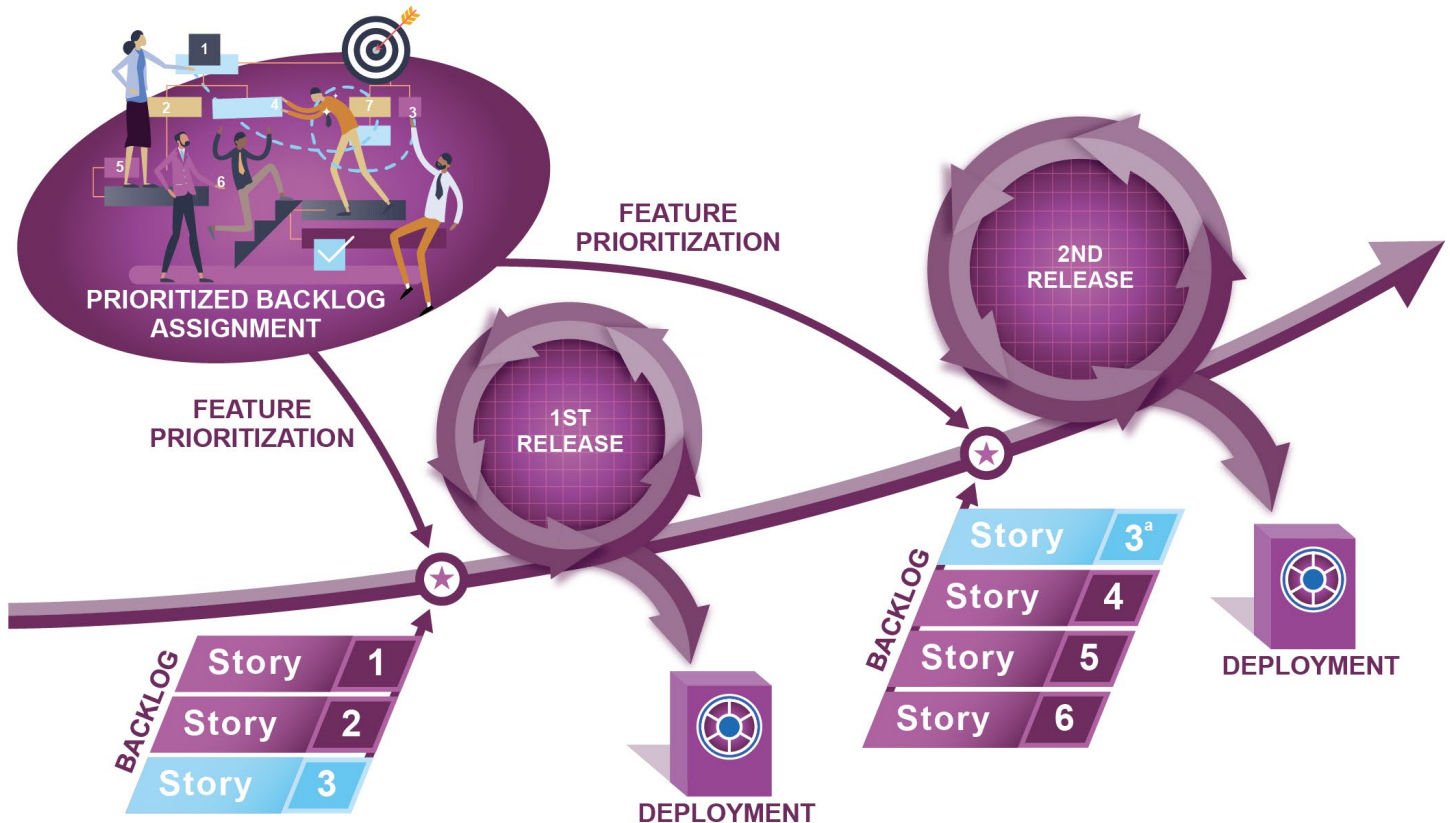 1
2
4
7
3
5
6
PRIORITIZED BACKLOG
ASSIGNMENT
FEATURE
PRIORITIZATION
FEATURE
PRIORITIZATION
1ST
RELEASE
2ND
RELEASE
BACKLOG
Story 1
Story 2
Story 3
DEPLOYMENT
BACKLOG
Story 3ª
Story 4
Story 5
Story 6
DEPLOYMENT